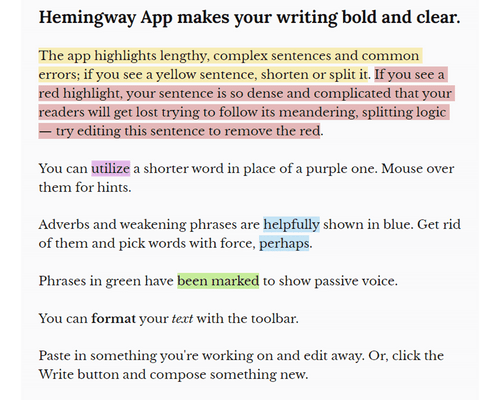 Hemingway App makes your writing bold and clear.
The app highlights lengthy, complex sentences and common
errors; if you see a yellow sentence, shorten or split it. If you see a
red highlight, your sentence is so dense and complicated that your
readers will get lost trying to follow its meandering, splitting logic
— try editing this sentence to remove the red.
You can utilize a shorter word in place of a purple one. Mouse over
them for hints.
Adverbs and weakening phrases are helpfully shown in blue. Get rid
of them and pick words with force, perhaps.
Phrases in green have been marked to show passive voice.
You can format your text with the toolbar.
Paste in something you're working on and edit away. Or, click the
Write button and compose something new.